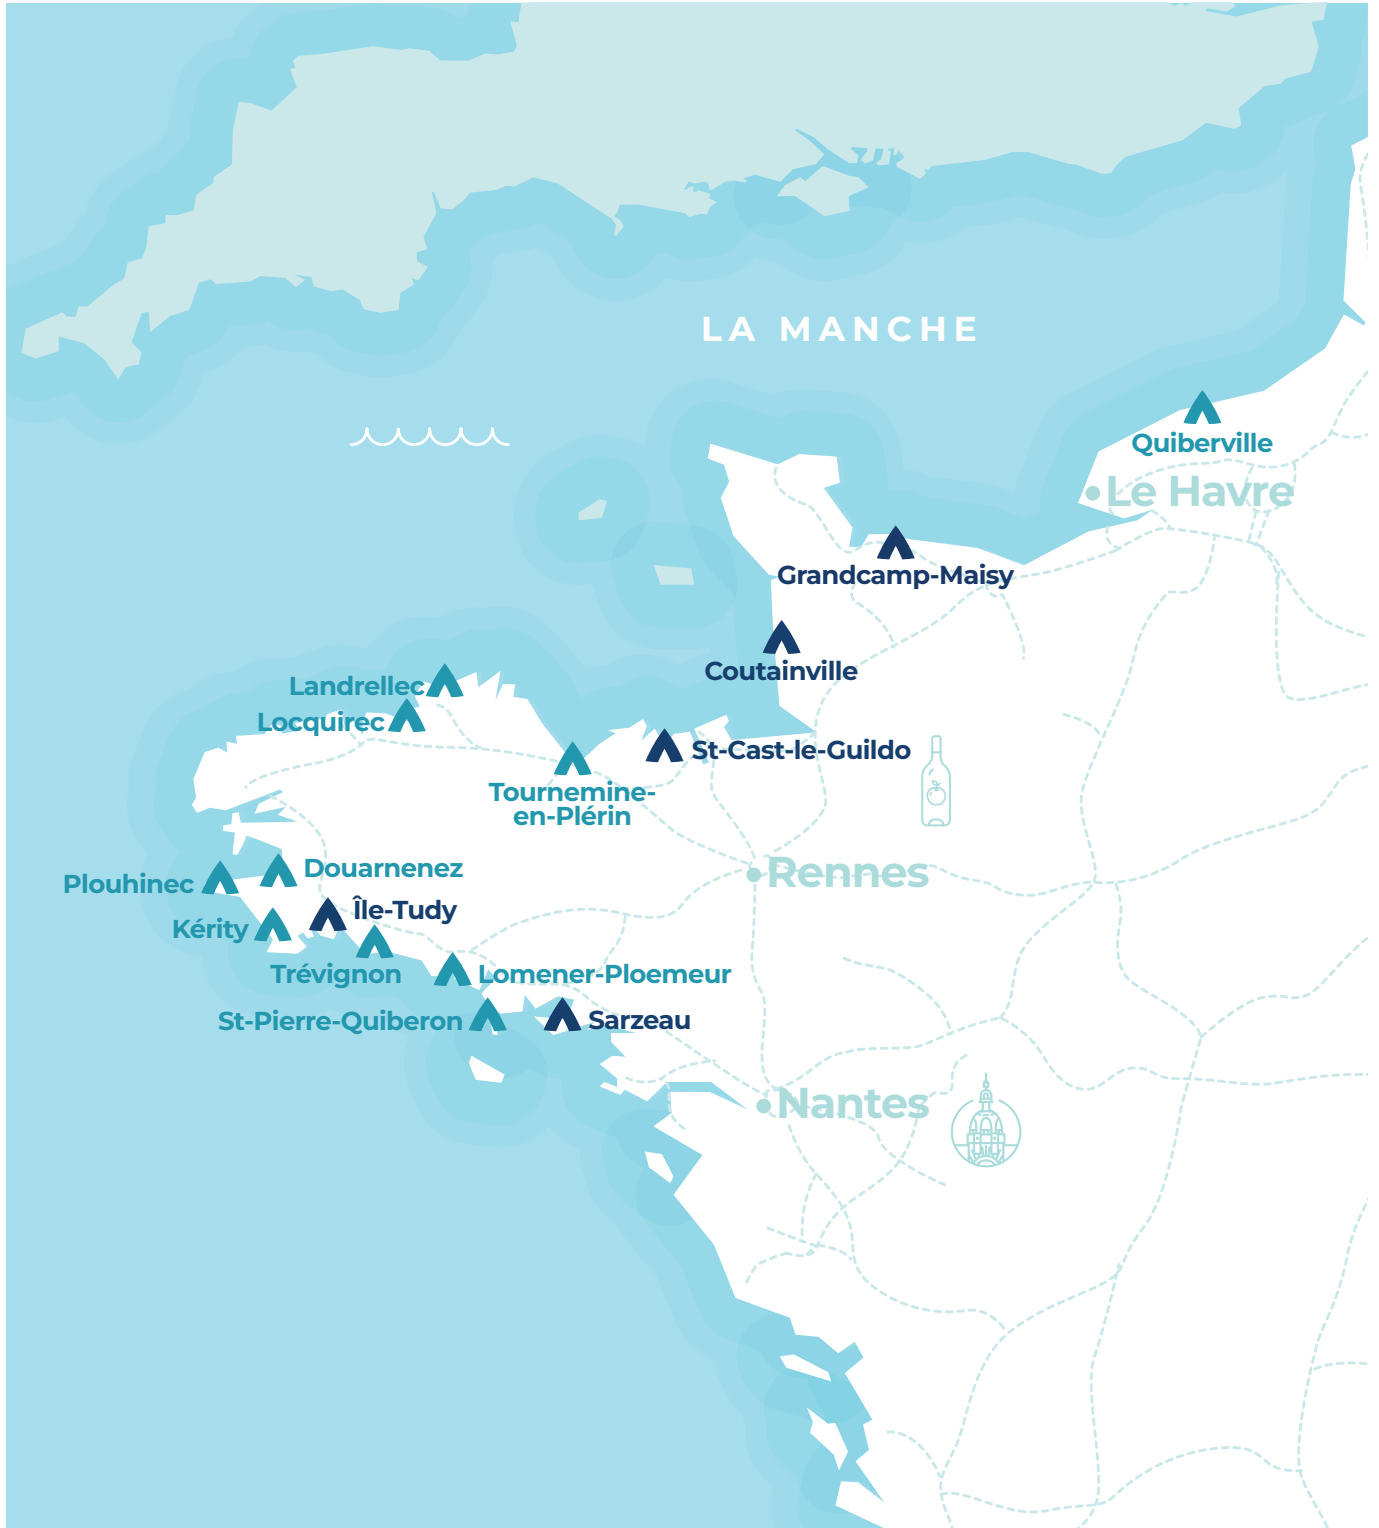 LA MANCHE
Quiberville
Le Havre
Grandcamp-Maisy
Coutainville
Landrellec
Locquirec
St-Cast-le-Guildo
Tournemine-
en-Plérin
Rennes
Douarnenez
Plouhinec
Île-Tudy
Kérity
Trévignon
Lomener-Ploemeur
St-Pierre-Quiberon
Sarzeau
Nantes